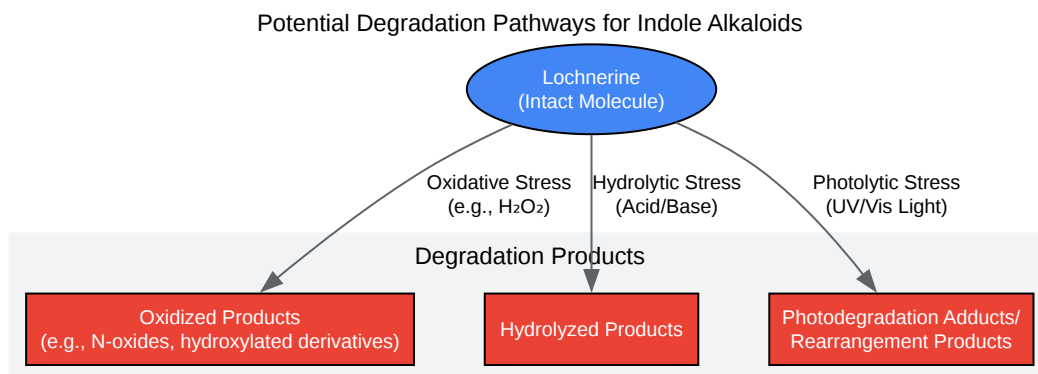 Potential Degradation Pathways for Indole Alkaloids
Lochnerine
(Intact Molecule)
Oxidative Stress
(e.g., H₂O₂)
Hydrolytic Stress
(Acid/Base)
Photolytic Stress
(UV/Vis Light)
Degradation Products
Oxidized Products
(e.g., N-oxides, hydroxylated derivatives)
Hydrolyzed Products
Photodegradation Adducts/
Rearrangement Products